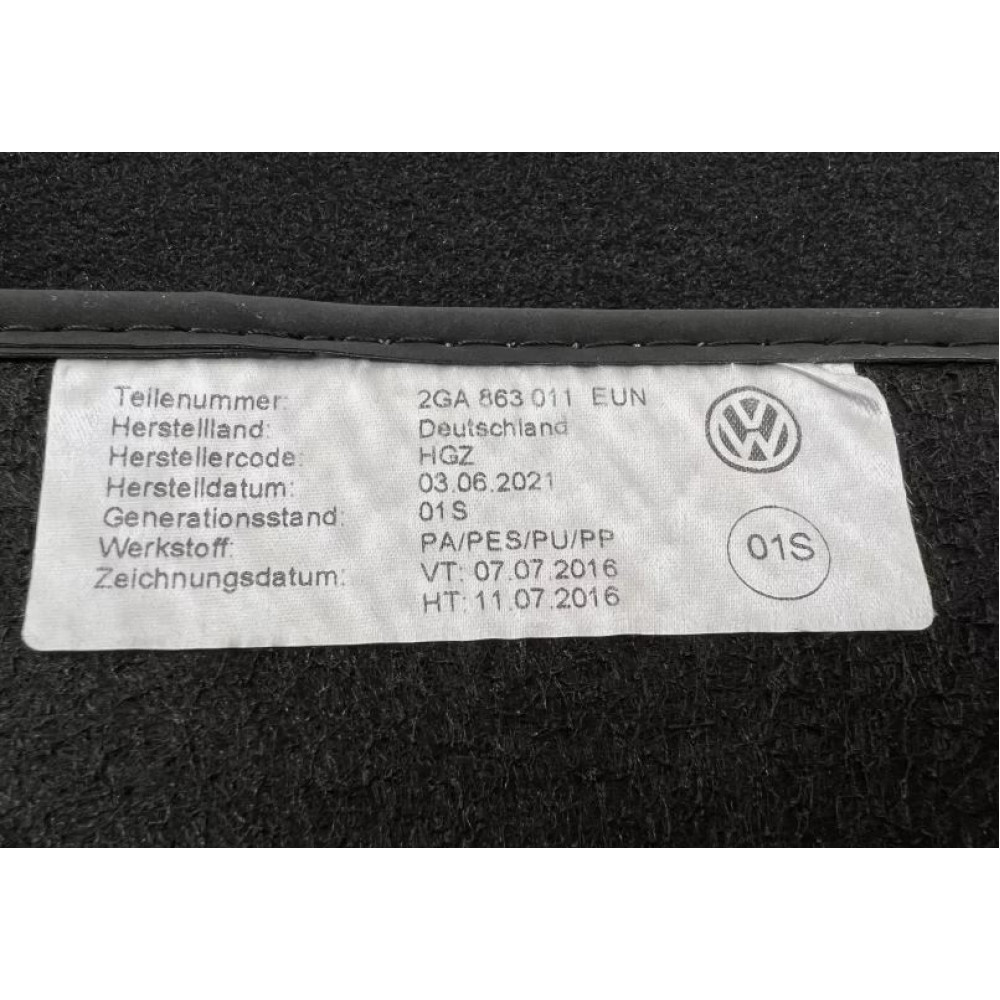 Teilenummer: 2GA 863 011 EUN
Herstellland: Deutschland
Herstellercode: HGZ
Herstelldatum: 03.06.2021
Generationsstand: 01S
Werkstoff: PA/PES/PU/PP
Zeichnungsdatum: VT: 07.07.2016
HT: 11.07.2016
VW
01S